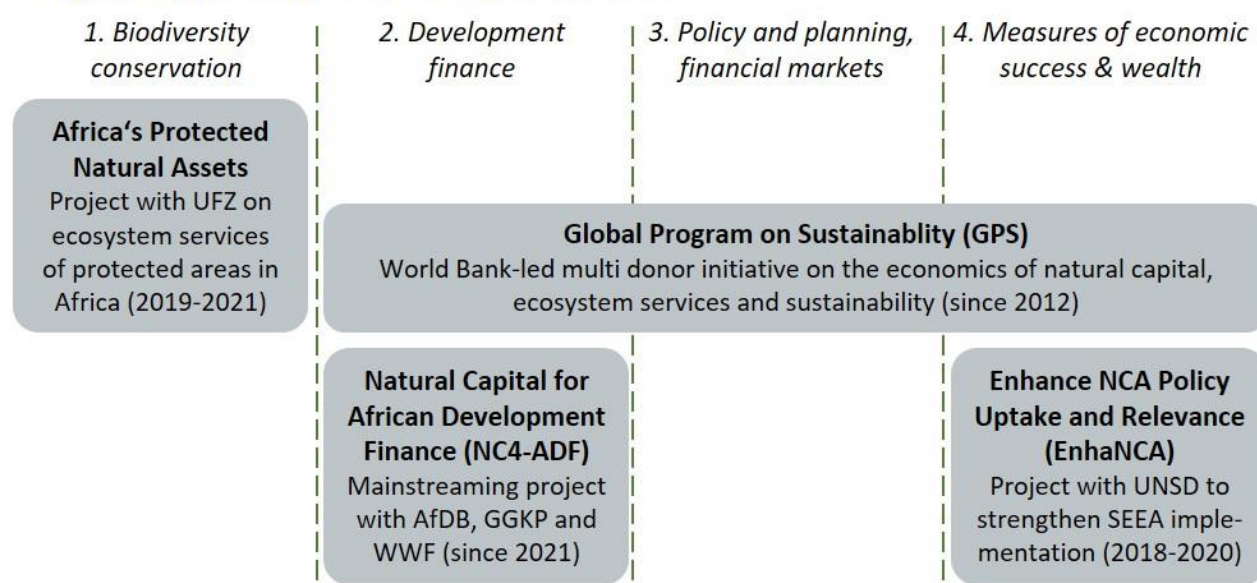 1. Biodiversity
conservation
2. Development
finance
3. Policy and planning,
financial markets
4. Measures of economic
success & wealth
Africa‘s Protected
Natural Assets
Project with UFZ on
ecosystem services
of protected areas in
Africa (2019-2021)
Global Program on Sustainablity (GPS)
World Bank-led multi donor initiative on the economics of natural capital,
ecosystem services and sustainability (since 2012)
Natural Capital for
African Development
Finance (NC4-ADF)
Mainstreaming project
with AfDB, GGKP and
WWF (since 2021)
Enhance NCA Policy
Uptake and Relevance
(EnhaNCA)
Project with UNSD to
strengthen SEEA imple-
mentation (2018-2020)